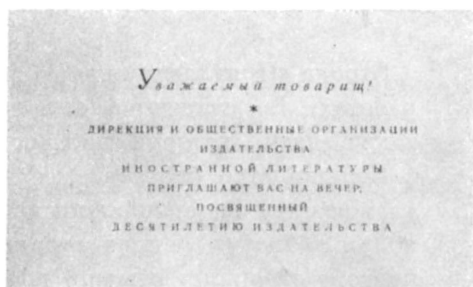 Уважаемый товарищ!
*
ДИРЕКЦИЯ И ОБЩЕСТВЕННЫЕ ОРГАНИЗАЦИИ
ИЗДАТЕЛЬСТВА
ИНОСТРАННОЙ ЛИТЕРАТУРЫ
ПРИГЛАШАЮТ ВАС НА ВЕЧЕР,
ПОСВЯЩЕННЫЙ
ДЕСЯТИЛЕТИЮ ИЗДАТЕЛЬСТВА